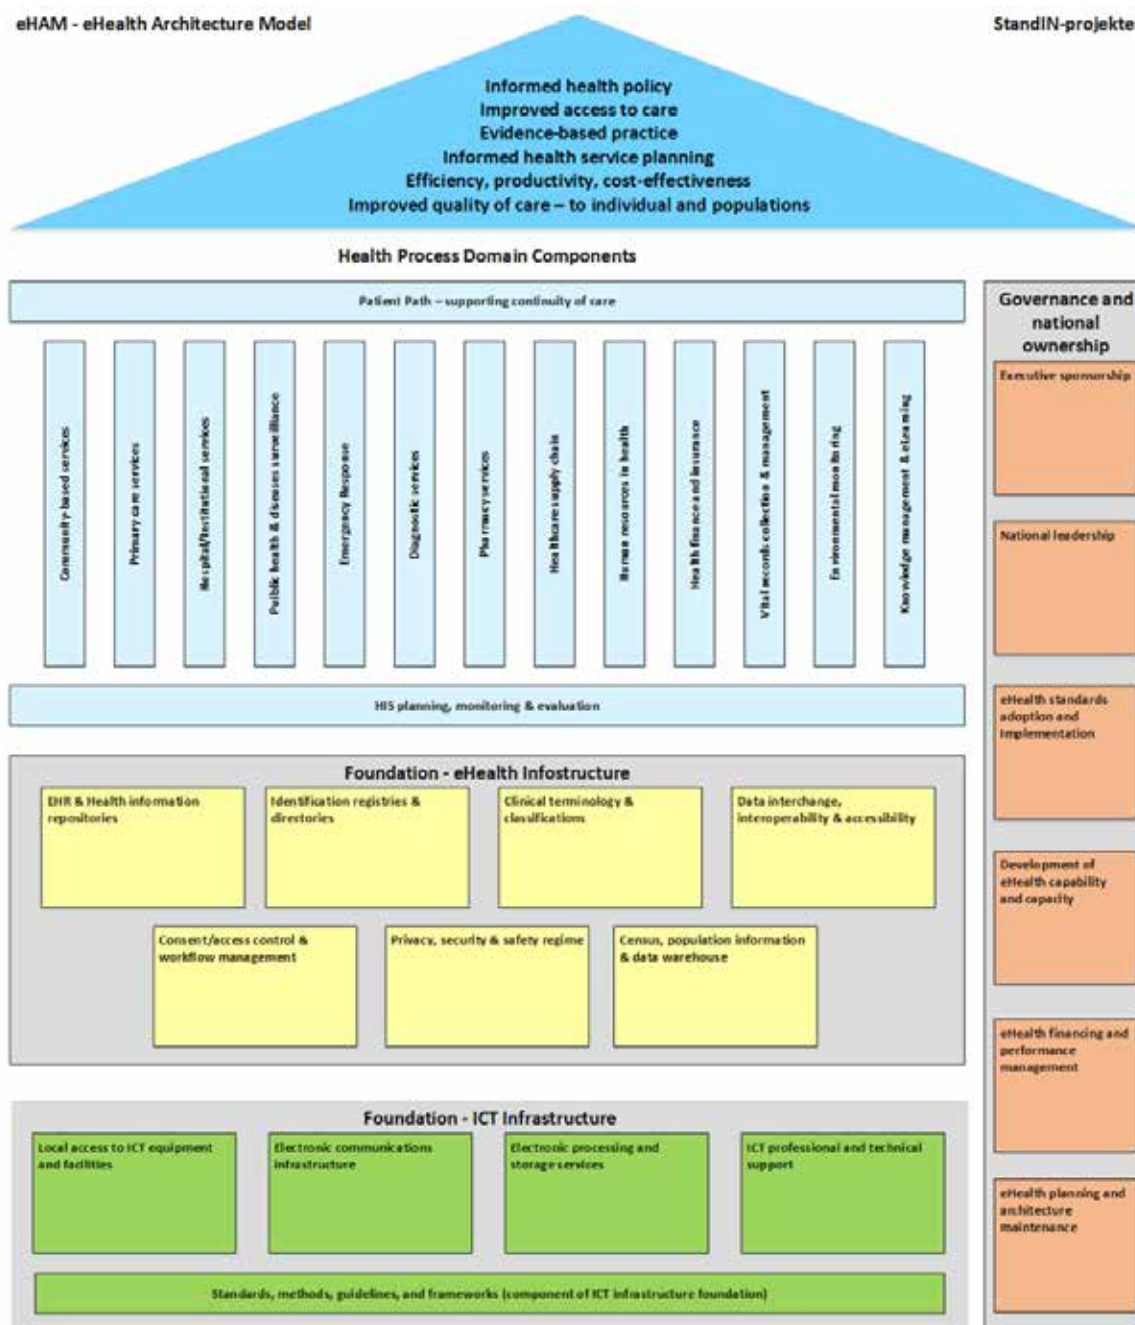 eHAM - eHealth Architecture Model
StandIN-projekte
Informed health policy
Improved access to care
Evidence-based practice
Informed health service planning
Efficiency, productivity, cost-effectiveness
Improved quality of care – to individual and populations
Health Process Domain Components
Patient Path – supporting continuity of care
Community-based services
Primary care services
Hospital/Institutional services
Public health & diseases surveillance
Emergency Response
Diagnostic services
Pharmacy services
Healthcare supply chain
Human resources in health
Health finance and insurance
Vital records collection & management
Environmental monitoring
Knowledge management & eLearning
HIS planning, monitoring & evaluation
Foundation - eHealth Infostructure
EHR & Health information
repositories
Identification registries &
directories
Clinical terminology &
classifications
Data interchange,
interoperability & accessibility
Consent/access control &
workflow management
Privacy, security & safety regime
Census, population information
& data warehouse
Foundation - ICT Infrastructure
Local access to ICT equipment
and facilities
Electronic communications
infrastructure
Electronic processing and
storage services
ICT professional and technical
support
Standards, methods, guidelines, and frameworks (component of ICT infrastructure foundation)
Governance and
national
ownership
Executive sponsorship
National leadership
eHealth standards
adoption and
Implementation
Development of
eHealth capability
and capacity
eHealth financing and
performance
management
eHealth planning and
architecture
maintenance